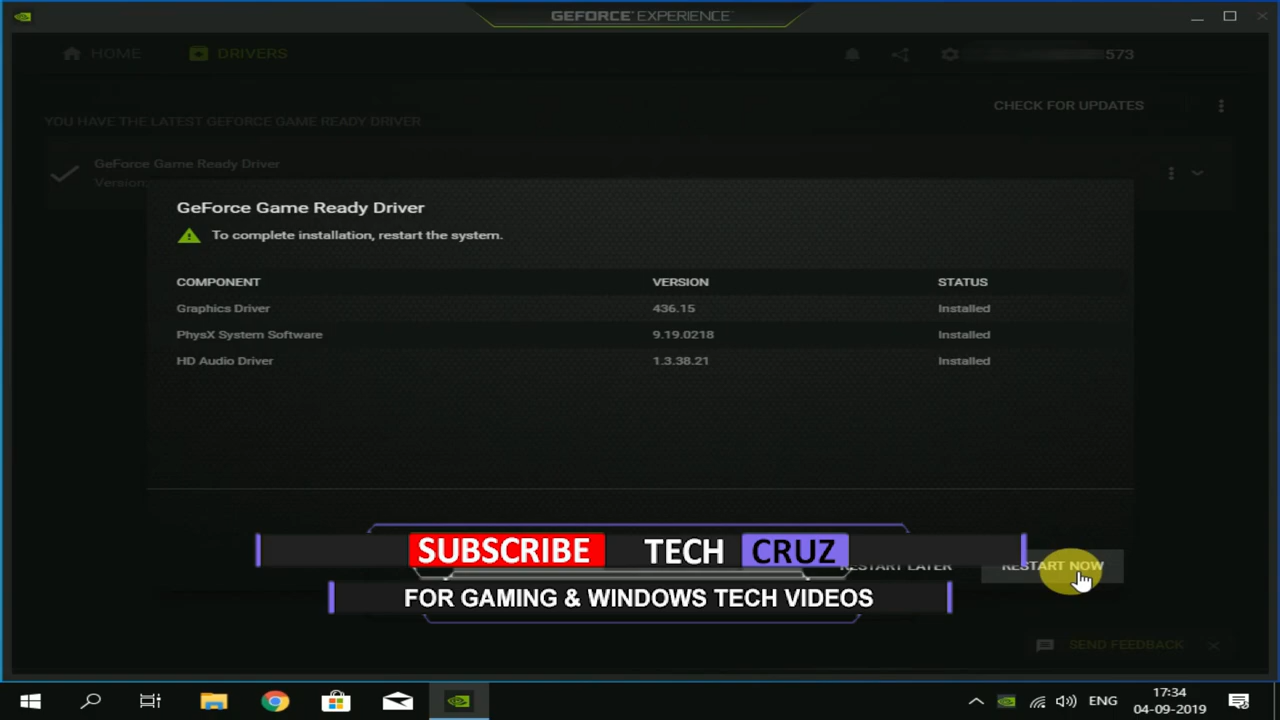 GEFORCE EXPERIENCE
HOME
DRIVERS
573
CHECK FOR UPDATES
YOU HAVE THE LATEST GEFORCE GAME READY DRIVER
GeForce Game Ready Driver
Version:
GeForce Game Ready Driver
To complete installation, restart the system.
COMPONENT VERSION STATUS
Graphics Driver 436.15 Installed
PhysX System Software 9.19.0218 Installed
HD Audio Driver 1.3.38.21 Installed
SUBSCRIBE TECH CRUZ
RESTART LATER
RESTART NOW
FOR GAMING & WINDOWS TECH VIDEOS
SEND FEEDBACK
ENG
17:34
04-09-2019